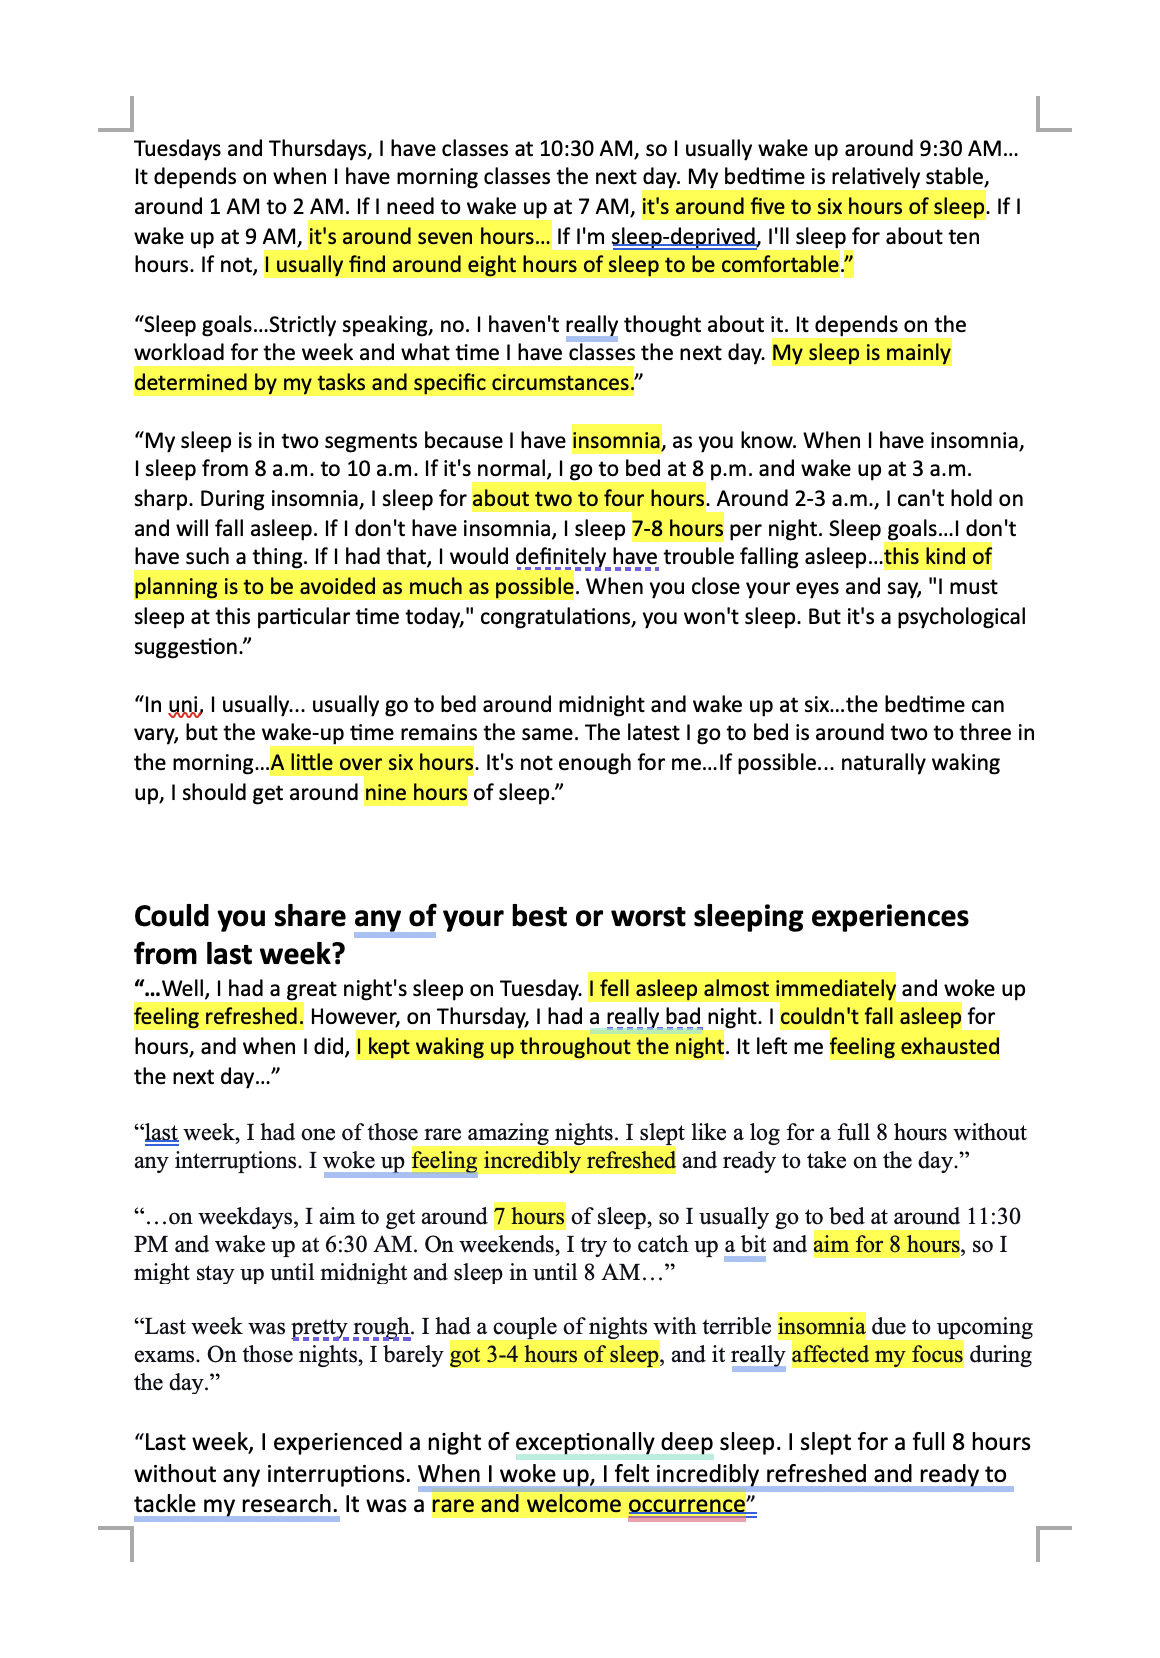 Tuesdays and Thursdays, I have classes at 10:30 AM, so I usually wake up around 9:30 AM...
It depends on when I have morning classes the next day. My bedtime is relatively stable,
around 1 AM to 2 AM. If I need to wake up at 7 AM, it's around five to six hours of sleep. If I
wake up at 9 AM, it's around seven hours... If I'm sleep-deprived, I'll sleep for about ten
hours. If not, I usually find around eight hours of sleep to be comfortable.”
“Sleep goals...Strictly speaking, no. I haven't really thought about it. It depends on the
workload for the week and what time I have classes the next day. My sleep is mainly
determined by my tasks and specific circumstances.”
“My sleep is in two segments because I have insomnia, as you know. When I have insomnia,
I sleep from 8 a.m. to 10 a.m. If it's normal, I go to bed at 8 p.m. and wake up at 3 a.m.
sharp. During insomnia, I sleep for about two to four hours. Around 2-3 a.m., I can't hold on
and will fall asleep. If I don't have insomnia, I sleep 7-8 hours per night. Sleep goals...I don't
have such a thing. If I had that, I would definitely have trouble falling asleep...this kind of
planning is to be avoided as much as possible. When you close your eyes and say, "I must
sleep at this particular time today," congratulations, you won't sleep. But it's a psychological
suggestion.”
“In uni, I usually... usually go to bed around midnight and wake up at six...the bedtime can
vary, but the wake-up time remains the same. The latest I go to bed is around two to three in
the morning...A little over six hours. It's not enough for me...If possible... naturally waking
up, I should get around nine hours of sleep.”
Could you share any of your best or worst sleeping experiences
from last week?
“...Well, I had a great night's sleep on Tuesday. I fell asleep almost immediately and woke up
feeling refreshed. However, on Thursday, I had a really bad night. I couldn't fall asleep for
hours, and when I did, I kept waking up throughout the night. It left me feeling exhausted
the next day...”
“last week, I had one of those rare amazing nights. I slept like a log for a full 8 hours without
any interruptions. I woke up feeling incredibly refreshed and ready to take on the day.”
“…on weekdays, I aim to get around 7 hours of sleep, so I usually go to bed at around 11:30
PM and wake up at 6:30 AM. On weekends, I try to catch up a bit and aim for 8 hours, so I
might stay up until midnight and sleep in until 8 AM…”
“Last week was pretty rough. I had a couple of nights with terrible insomnia due to upcoming
exams. On those nights, I barely got 3-4 hours of sleep, and it really affected my focus during
the day.”
“Last week, I experienced a night of exceptionally deep sleep. I slept for a full 8 hours
without any interruptions. When I woke up, I felt incredibly refreshed and ready to
tackle my research. It was a rare and welcome occurrence”